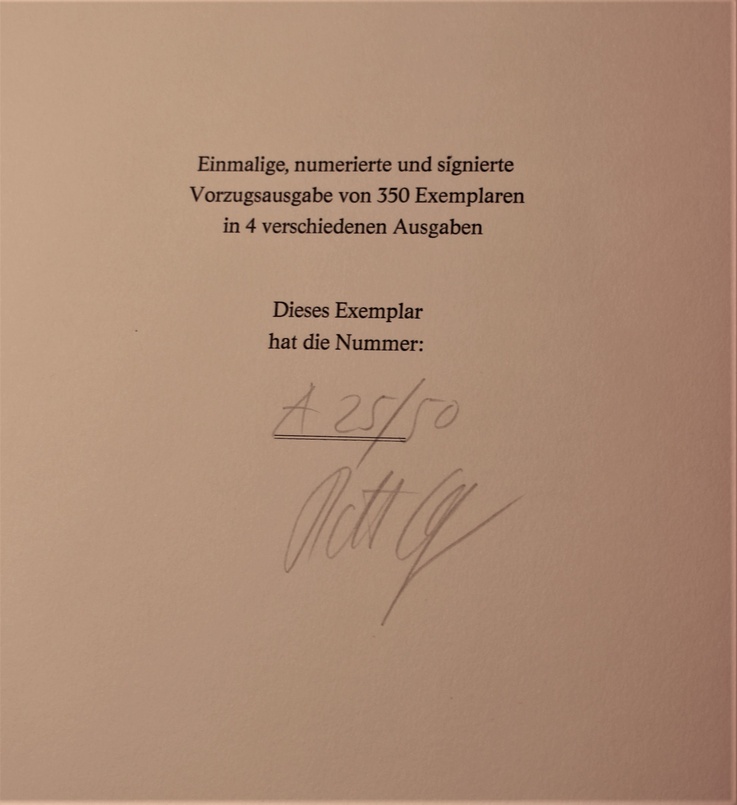 Einmalige, numerierte und signierte
Vorzugsausgabe von 350 Exemplaren
in 4 verschiedenen Ausgaben
Dieses Exemplar
hat die Nummer:
A 25/50